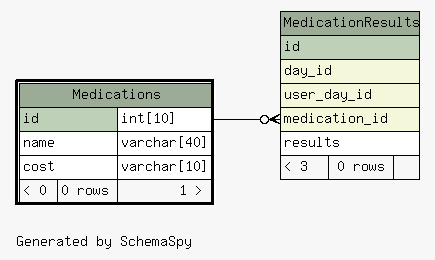 MedicationResults
id
day_id
user_day_id
medication_id
results
< 3 0 rows
Medications
id int[10]
name varchar[40]
cost varchar[10]
< 0 0 rows 1 >
Generated by SchemaSpy